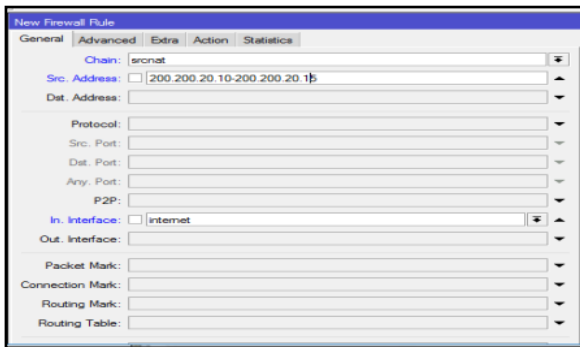 New Firewall Rule
General Advanced Extra Action Statistics
Chain: srcnat
Src. Address: 200.200.20.10-200.200.20.15
Dst. Address:
Protocol:
Src. Port:
Dst. Port:
Any. Port:
P2P:
In. Interface: internet
Out. Interface:
Packet Mark:
Connection Mark:
Routing Mark:
Routing Table: